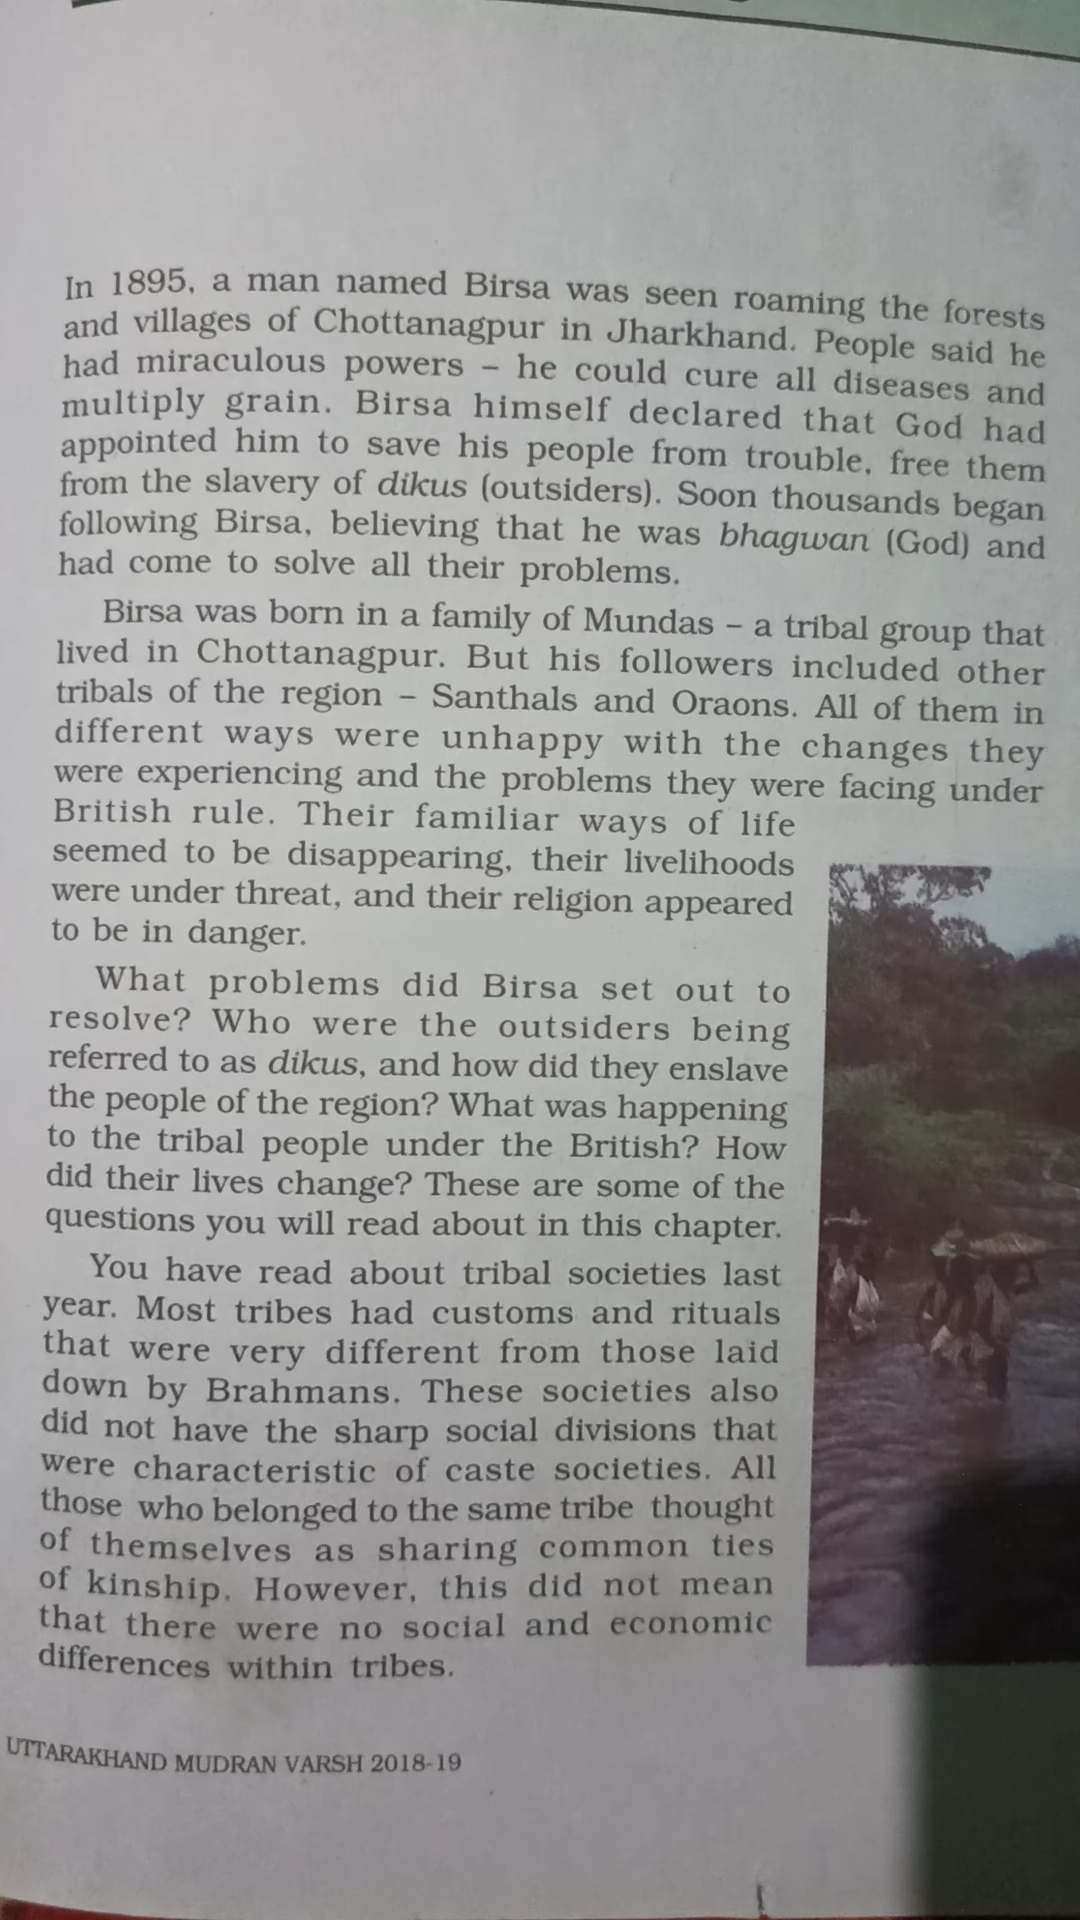 In 1895, a man named Birsa was seen roaming the forests
and villages of Chottanagpur in Jharkhand. People said he
had miraculous powers – he could cure all diseases and
multiply grain. Birsa himself declared that God had
appointed him to save his people from trouble, free them
from the slavery of dikus (outsiders). Soon thousands began
following Birsa, believing that he was bhagwan (God) and
had come to solve all their problems.
Birsa was born in a family of Mundas – a tribal group that
lived in Chottanagpur. But his followers included other
tribals of the region – Santhals and Oraons. All of them in
different ways were unhappy with the changes they
were experiencing and the problems they were facing under
British rule. Their familiar ways of life
seemed to be disappearing, their livelihoods
were under threat, and their religion appeared
to be in danger.
What problems did Birsa set out to
resolve? Who were the outsiders being
referred to as dikus, and how did they enslave
the people of the region? What was happening
to the tribal people under the British? How
did their lives change? These are some of the
questions you will read about in this chapter.
You have read about tribal societies last
year. Most tribes had customs and rituals
that were very different from those laid
down by Brahmans. These societies also
did not have the sharp social divisions that
were characteristic of caste societies. All
those who belonged to the same tribe thought
of themselves as sharing common ties
of kinship. However, this did not mean
that there were no social and economic
differences within tribes.
UTTARAKHAND MUDRAN VARSH 2018-19